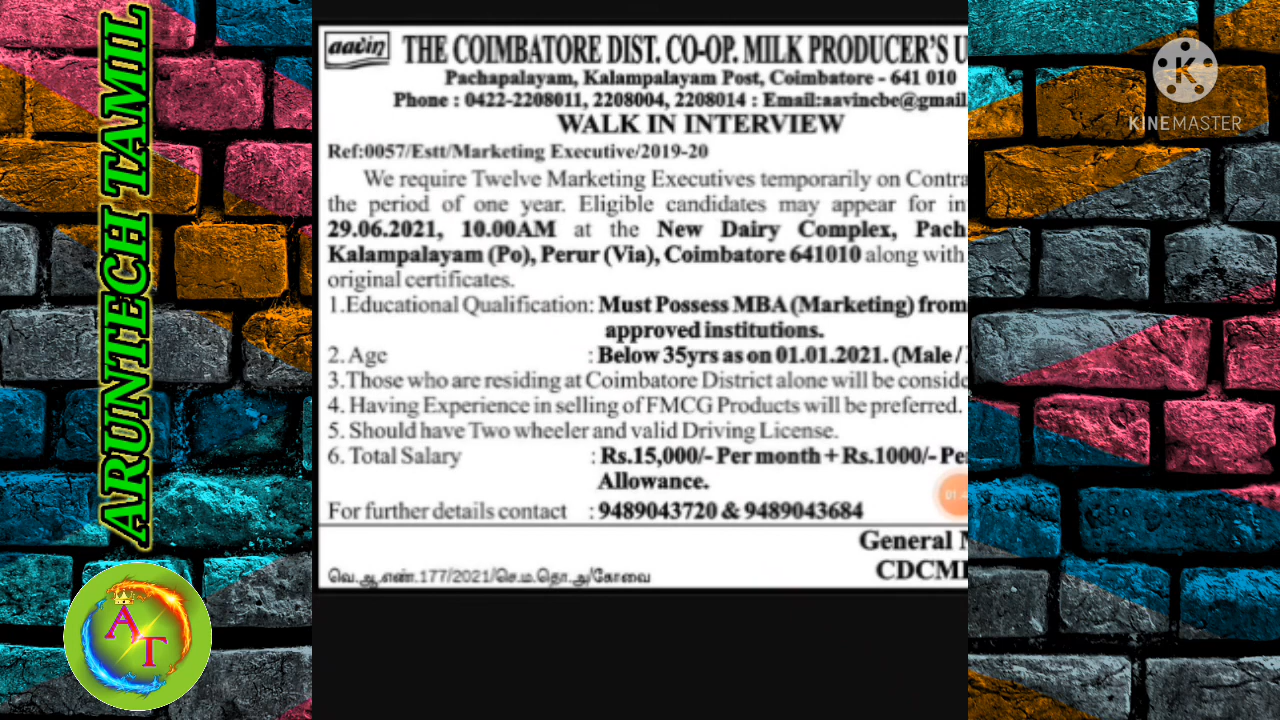 ARUNTECH TAMIL
AT
KINEMASTER
ஆவின் THE COIMBATORE DIST. CO-OP. MILK PRODUCER'S U
Pachapalayam, Kalampalayam Post, Coimbatore - 641 010
Phone : 0422-2208011, 2208004, 2208014 : Email:aavincbe@gmail.
WALK IN INTERVIEW
Ref:0057/Estt/Marketing Executive/2019-20
We require Twelve Marketing Executives temporarily on Contra
the period of one year. Eligible candidates may appear for in
29.06.2021, 10.00AM at the New Dairy Complex, Pach
Kalampalayam (Po), Perur (Via), Coimbatore 641010 along with
original certificates.
1.Educational Qualification: Must Possess MBA (Marketing) from
approved institutions.
2. Age : Below 35yrs as on 01.01.2021. (Male /
3.Those who are residing at Coimbatore District alone will be conside
4. Having Experience in selling of FMCG Products will be preferred.
5. Should have Two wheeler and valid Driving License.
6. Total Salary : Rs.15,000/- Per month + Rs.1000/- Pe
Allowance.
For further details contact : 9489043720 & 9489043684
General
CDCM
வெ.ஆ.எண்.177/2021/செ.ம.தொ.அ/கோவை